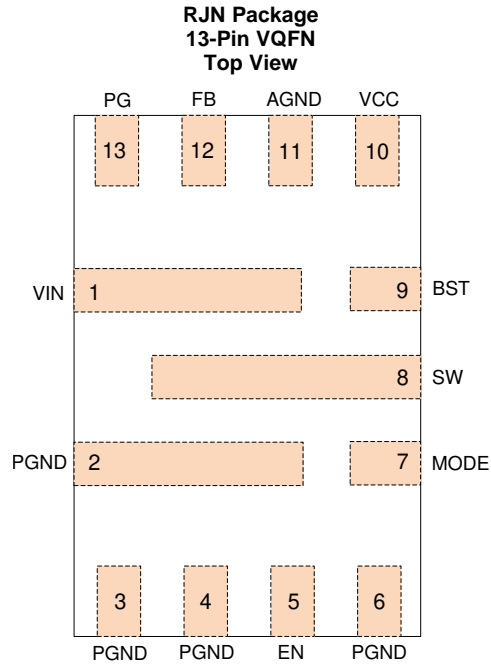 RJN Package
13-Pin VQFN
Top View
PG FB AGND VCC
13 12 11 10
VIN 1 9 BST
8 SW
PGND 2 7 MODE
3 4 5 6
PGND PGND EN PGND